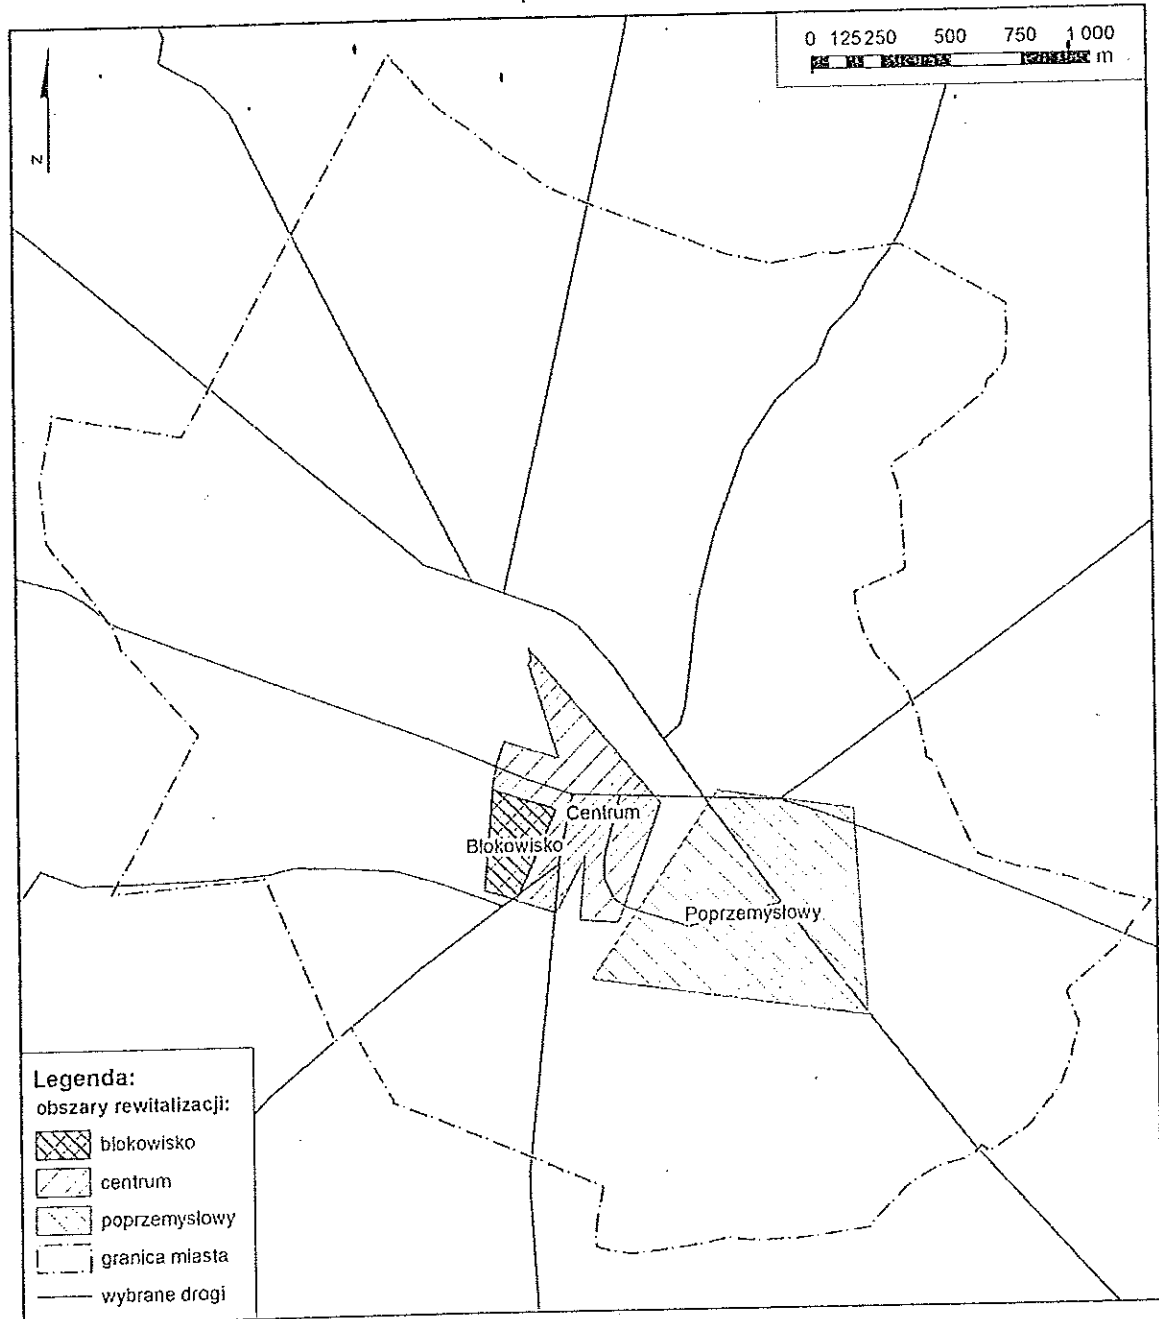 0 125 250 500 750 1 000
m
N
Centrum
Blokowisko
Poprzemysłowy
Legenda:
obszary rewitalizacji:
blokowisko
centrum
poprzemysłowy
granica miasta
wybrane drogi